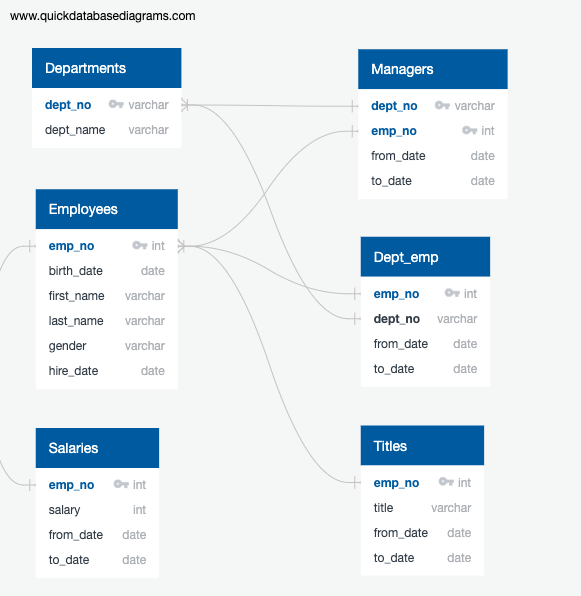 www.quickdatabasediagrams.com
Departments
dept_no varchar
dept_name varchar
Employees
emp_no int
birth_date date
first_name varchar
last_name varchar
gender varchar
hire_date date
Salaries
emp_no int
salary int
from_date date
to_date date
Managers
dept_no varchar
emp_no int
from_date date
to_date date
Dept_emp
emp_no int
dept_no varchar
from_date date
to_date date
Titles
emp_no int
title varchar
from_date date
to_date date